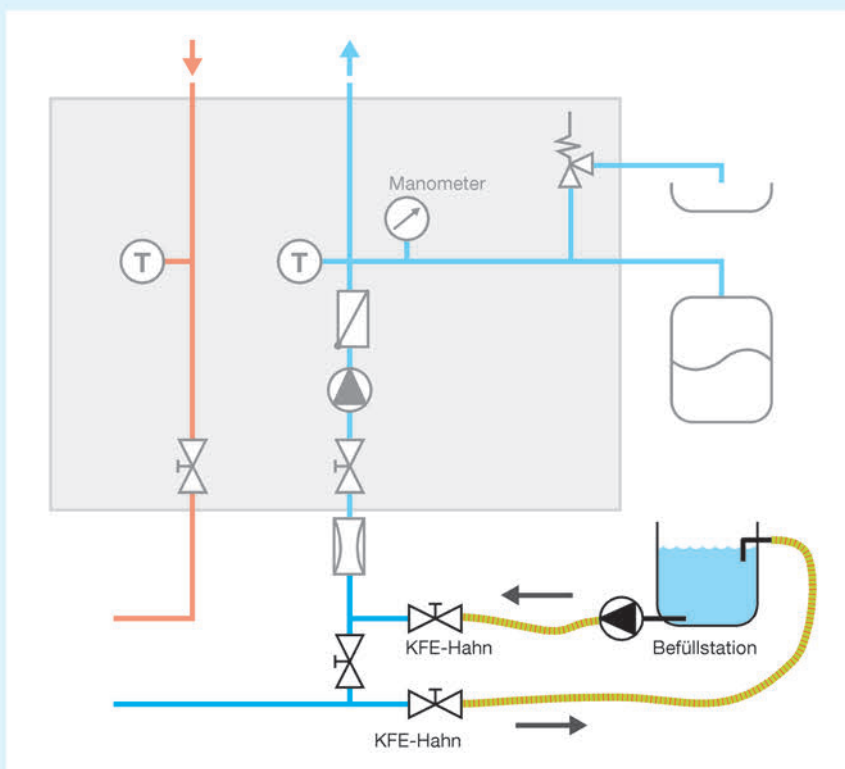 Manometer
T
T
KFE-Hahn
Befüllstation
KFE-Hahn